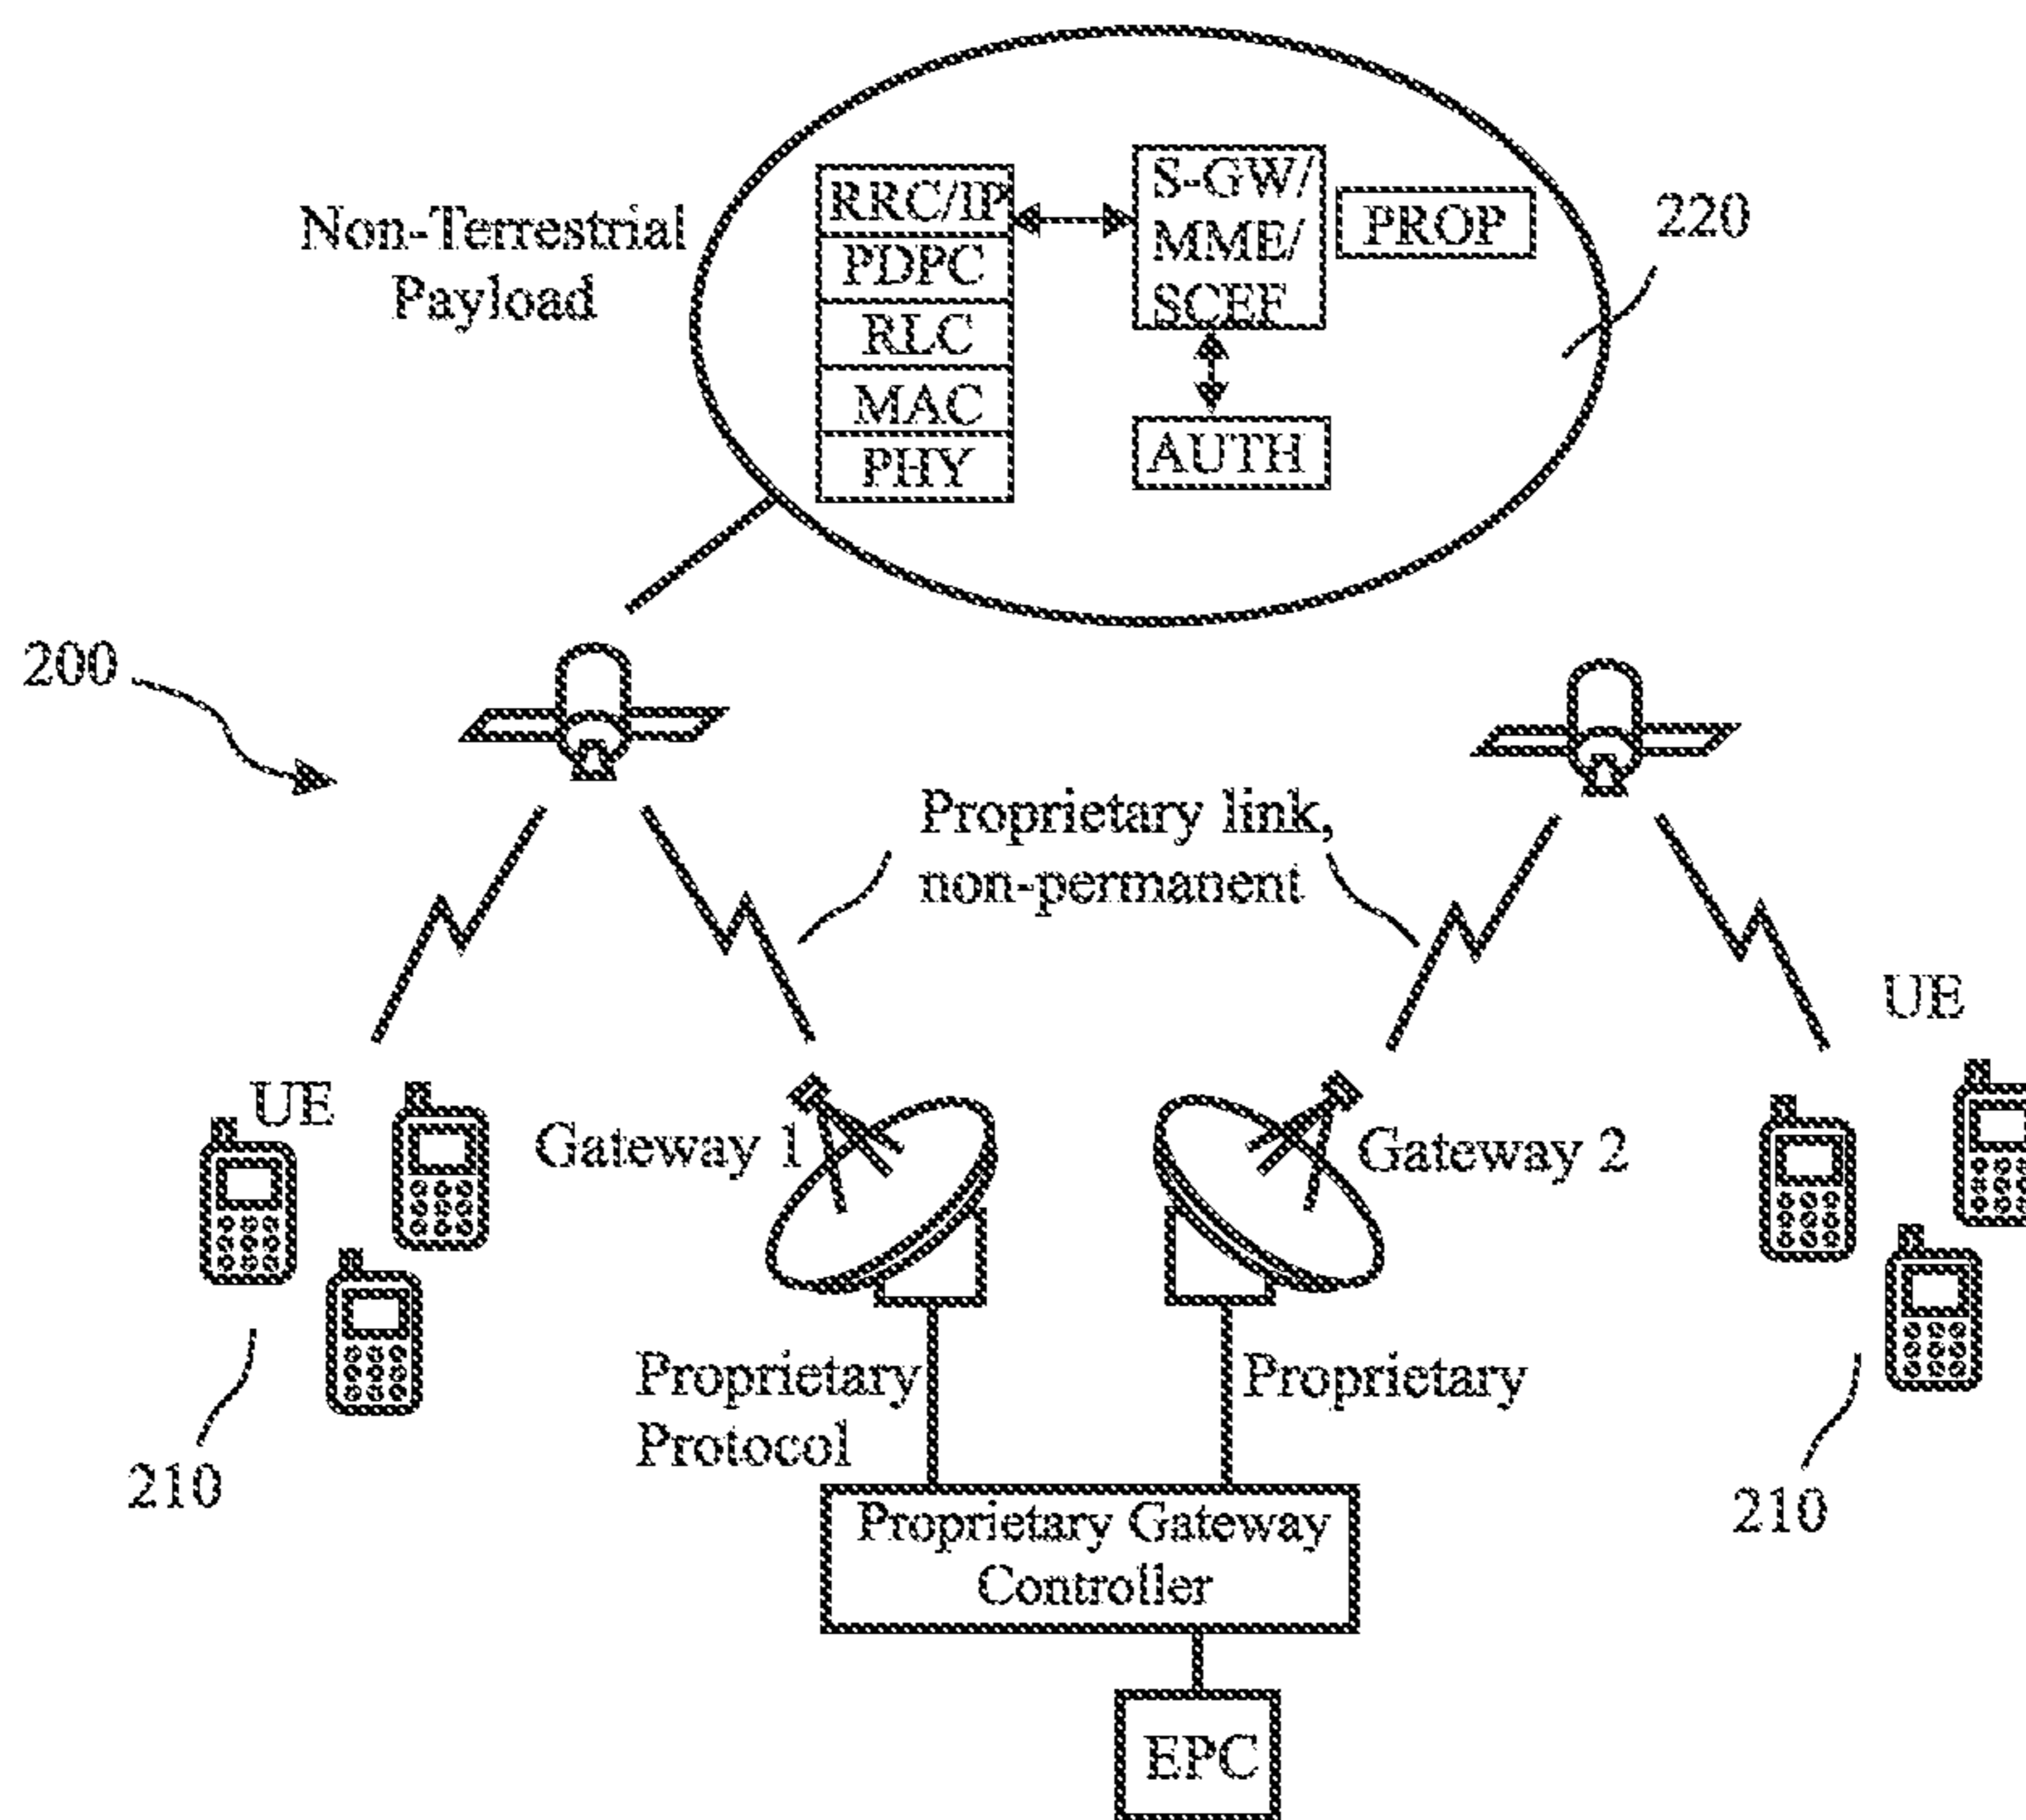 Non-Terrestrial
Payload
RRC/IP
PDPC
RLC
MAC
PHY
S-GW/
MME/
SCEF
PROP
AUTH
220
200
Proprietary link,
non-permanent
UE
UE
Gateway 1
Gateway 2
210
Proprietary
Protocol
Proprietary
210
Proprietary Gateway
Controller
EPC